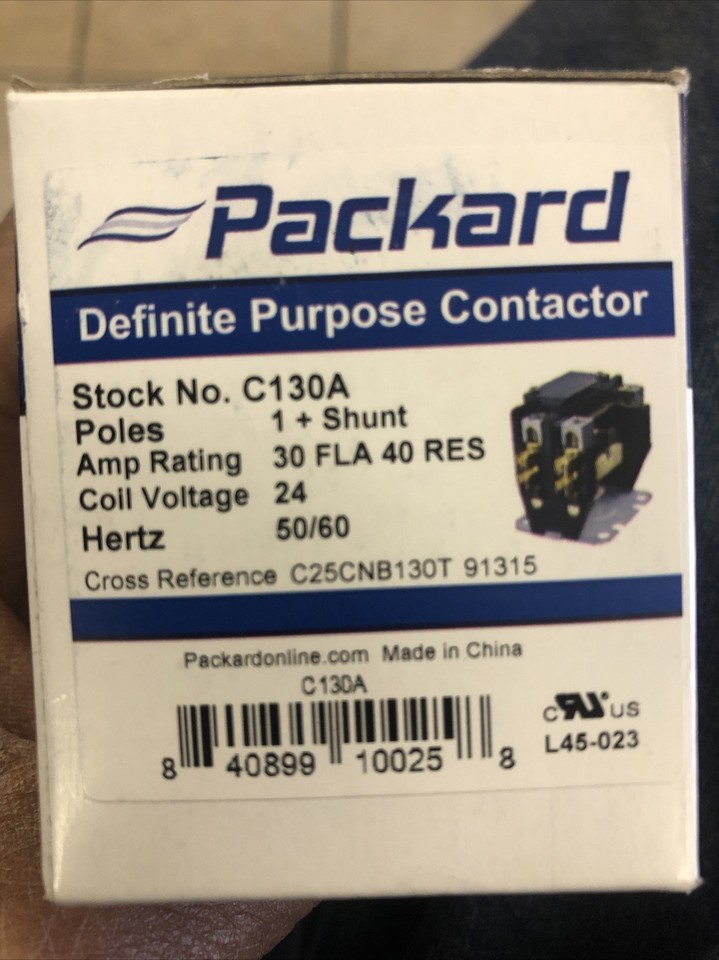 Packard
Definite Purpose Contactor
Stock No. C130A
Poles 1 + Shunt
Amp Rating 30 FLA 40 RES
Coil Voltage 24
Hertz 50/60
Cross Reference C25CNB130T 91315
Packardonline.com Made in China
C130A
8 40899 10025 8
C RU US
L45-023